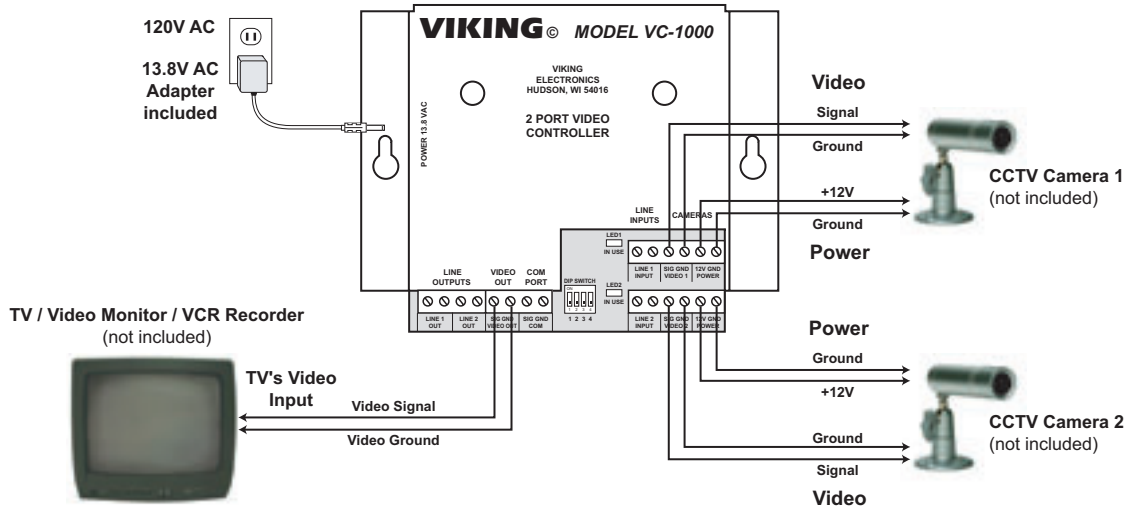 120V AC
13.8V AC
Adapter
included
VIKING© MODEL VC-1000
VIKING
ELECTRONICS
HUDSON, WI 54016
2 PORT VIDEO
CONTROLLER
POWER 13.8 VAC
Video
Signal
Ground
+12V
Ground
Power
CCTV Camera 1
(not included)
LINE
INPUTS
CAMERAS
LED1
IN USE
LINE 1
INPUT
SIG GND
VIDEO 1
12V GND
POWER
LINE
OUTPUTS
VIDEO
OUT
COM
PORT
DIP SWITCH
ON
1 2 3 4
1 2 3 4
LED2
IN USE
LINE 1
OUT
LINE 2
OUT
SIG GND
VIDEO OUT
SIG GND
COM
LINE 2
INPUT
SIG GND
VIDEO 2
12V GND
POWER
TV / Video Monitor / VCR Recorder
(not included)
TV's Video
Input
Video Signal
Video Ground
Power
Ground
+12V
Ground
Signal
Video
CCTV Camera 2
(not included)